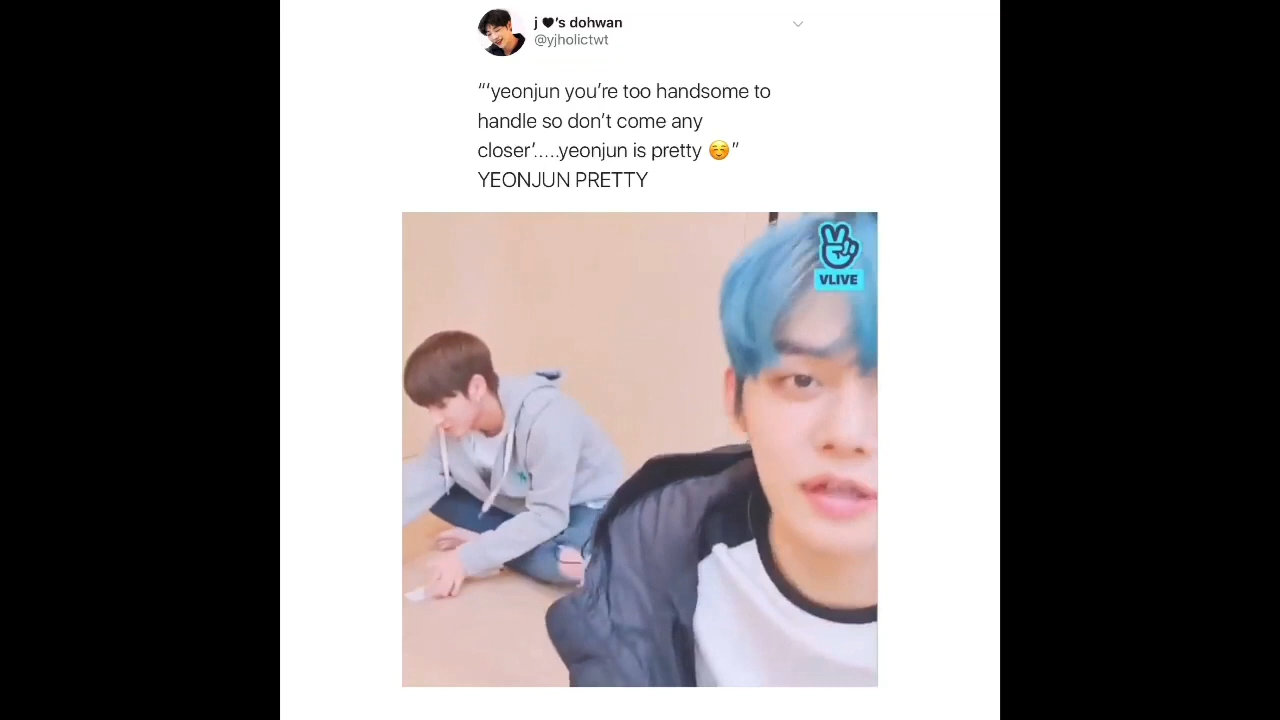 j 🖤’s dohwan
@yjholictwt
“‘yeonjun you’re too handsome to
handle so don’t come any
closer’.....yeonjun is pretty ☺️”
YEONJUN PRETTY
VLIVE